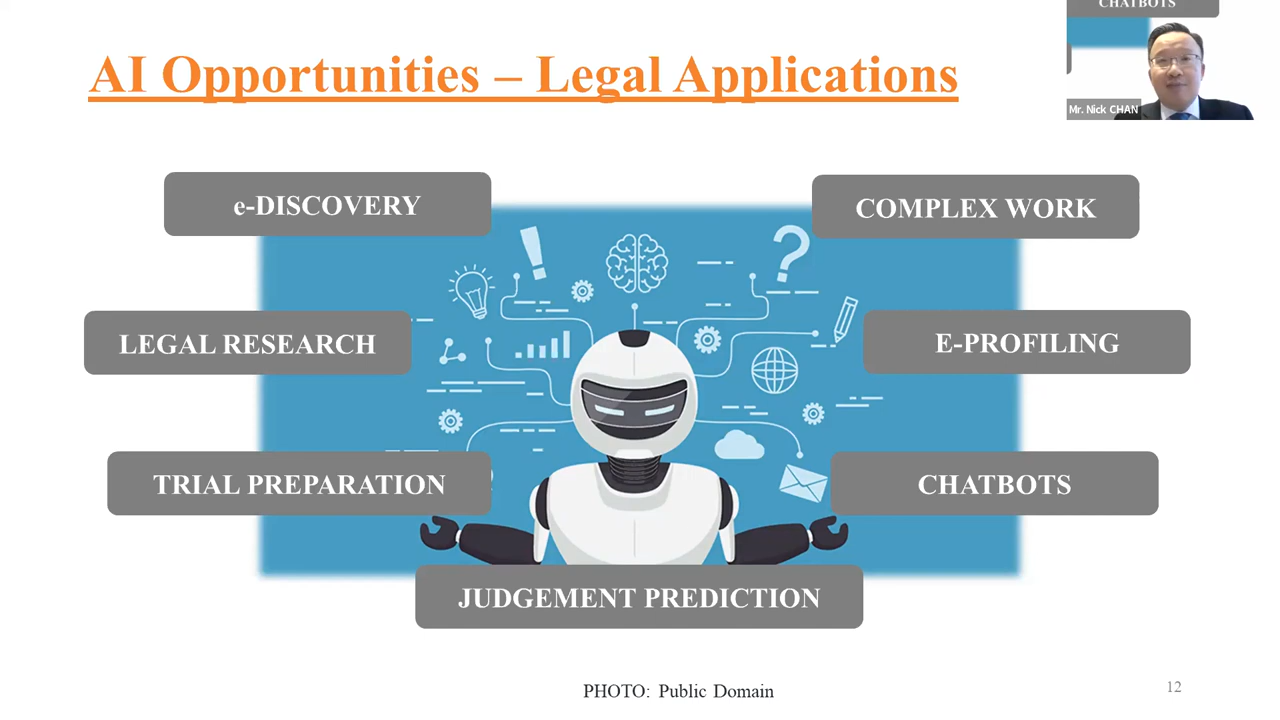 CHATBOTS
AI Opportunities – Legal Applications
Mr. Nick CHAN
e-DISCOVERY
COMPLEX WORK
LEGAL RESEARCH
E-PROFILING
TRIAL PREPARATION
CHATBOTS
JUDGEMENT PREDICTION
PHOTO: Public Domain
12